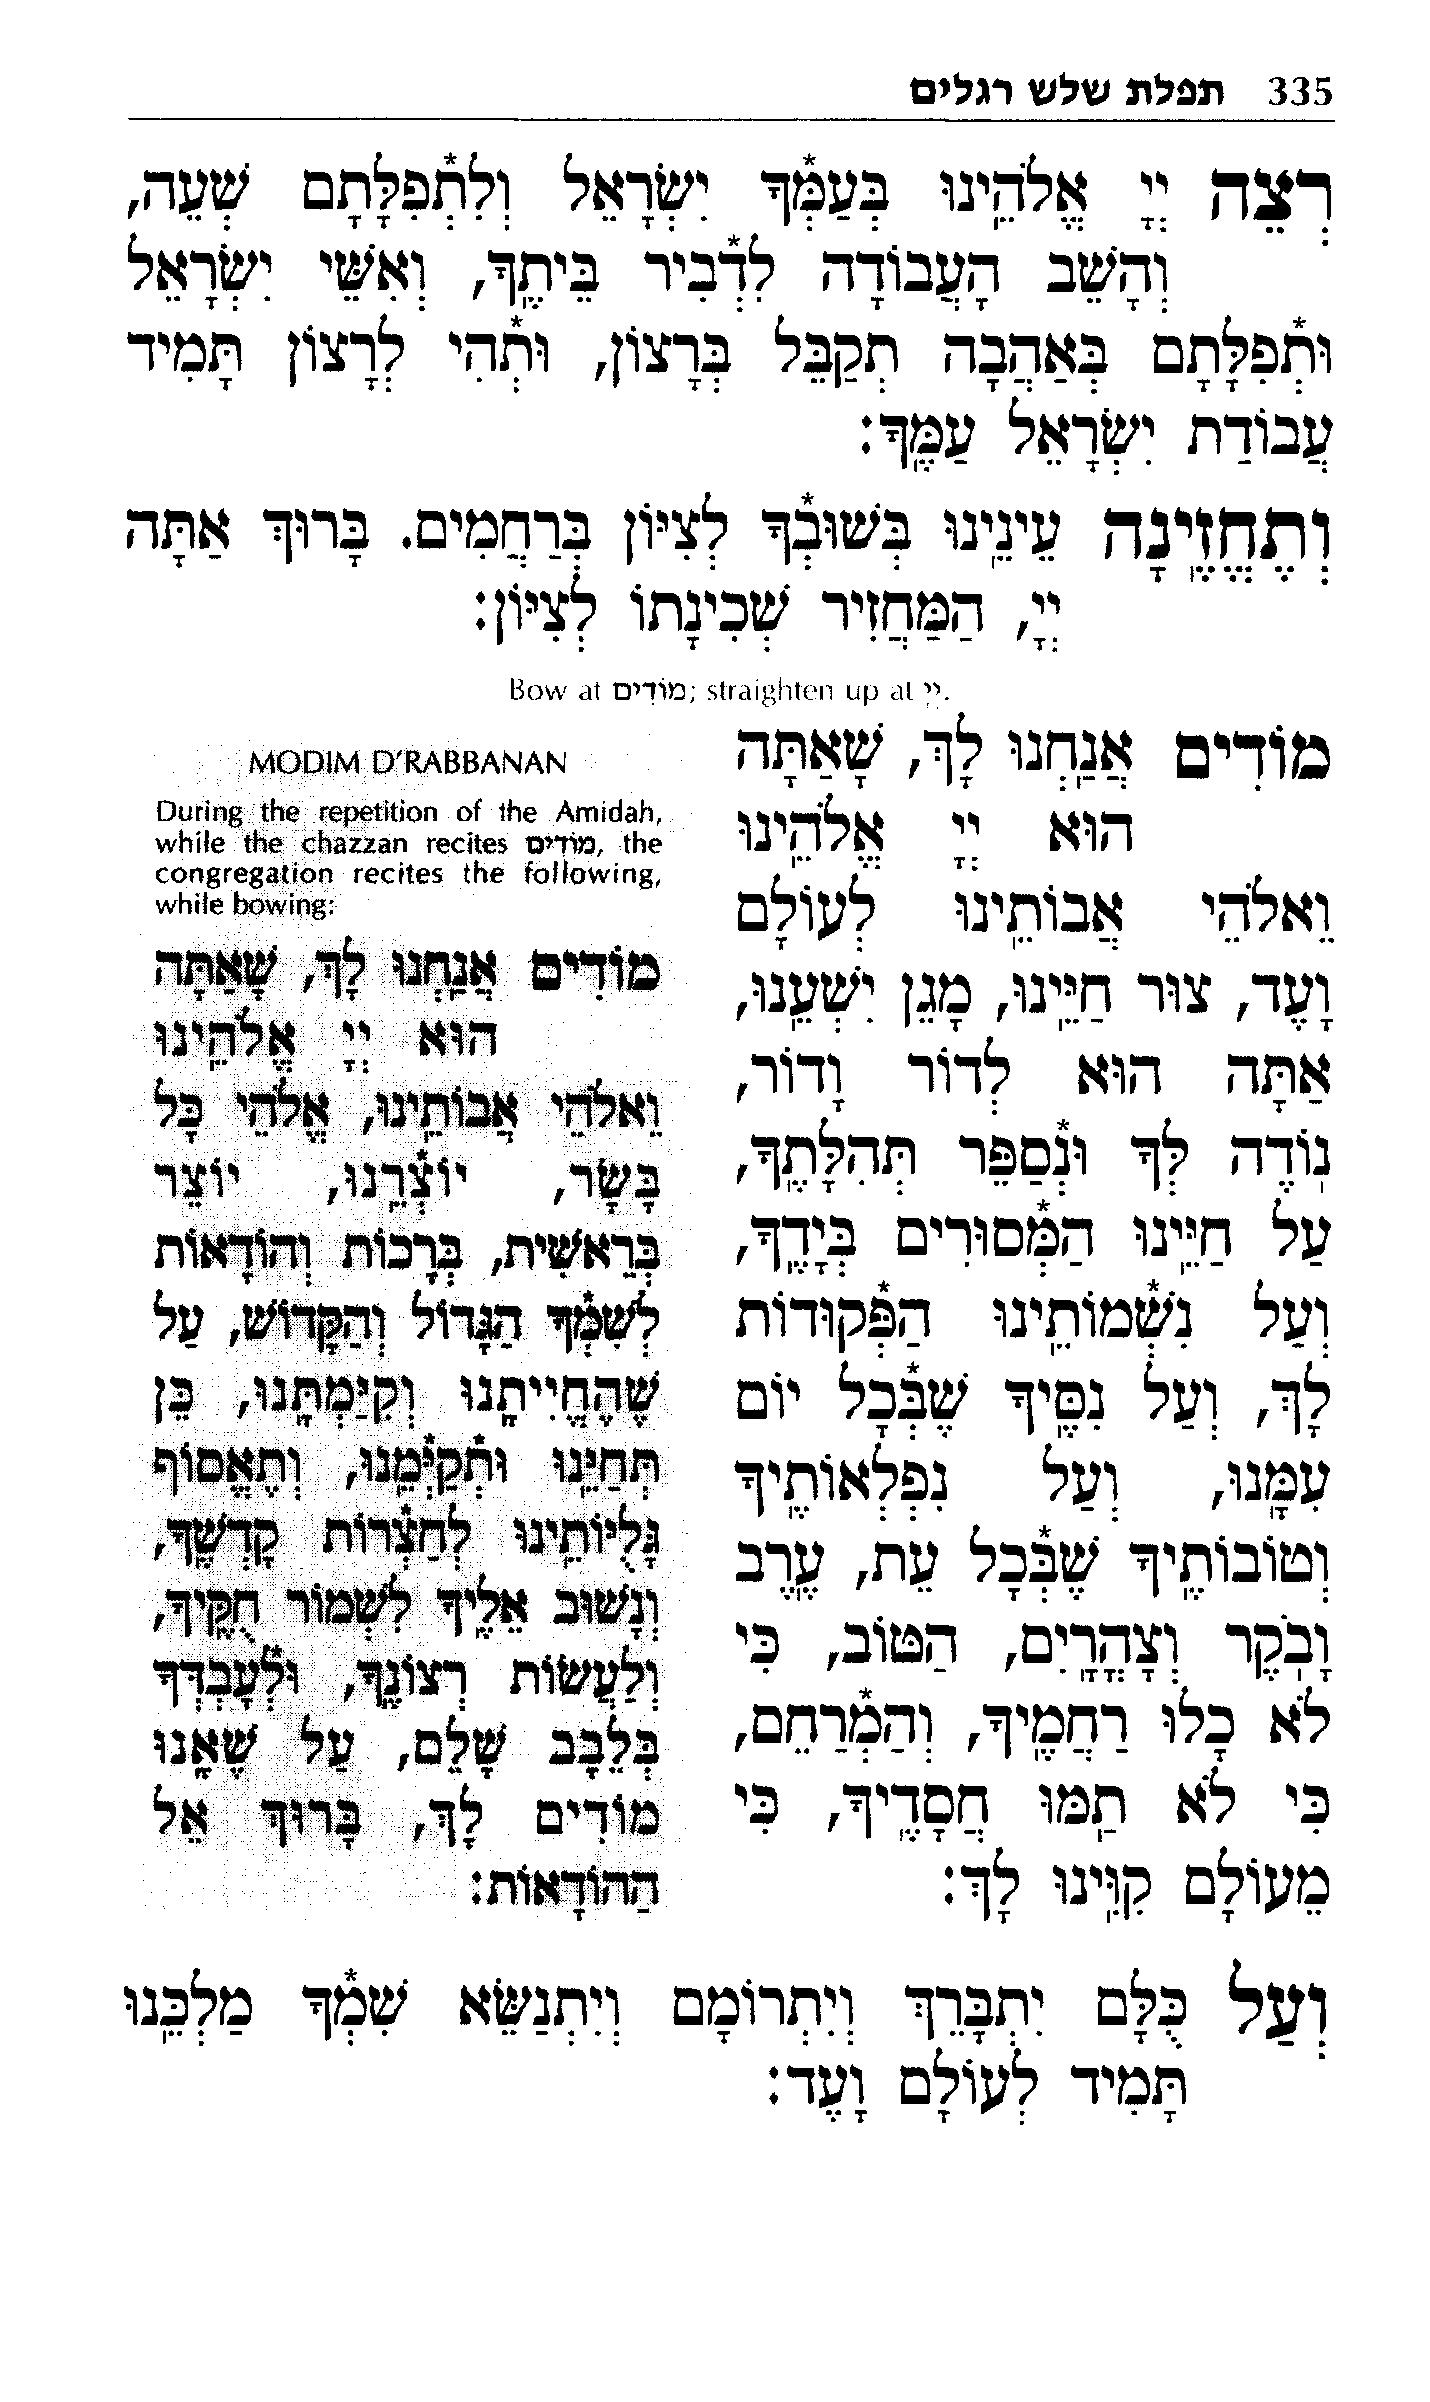 335 תפלת שלש רגלים
רְצֵה יְיָ אֱלֹהֵֽינוּ בְּעַמְּ֯ךָ יִשְׂרָאֵל וְלִתְ֯פִלָּתָם שְׁעֵה,
וְהָשֵׁב הָעֲבוֹדָה לִדְ֯בִיר בֵּיתֶֽךָ, וְאִשֵּׁי יִשְׂרָאֵל
וּתְ֯פִלָּתָם בְּאַהֲבָה תְקַבֵּל בְּרָצוֹן, וּתְ֯הִי לְרָצוֹן תָּמִיד
עֲבוֹדַת יִשְׂרָאֵל עַמֶּֽךָ:
וְתֶחֱזֶֽינָה עֵינֵֽינוּ בְּשׁוּבְ֯ךָ לְצִיּוֹן בְּרַחֲמִים. בָּרוּךְ אַתָּה
יְיָ, הַמַּחֲזִיר שְׁכִינָתוֹ לְצִיּוֹן:
Bow at מוֹדִים; straighten up at יְיָ.
מוֹדִים אֲנַֽחְנוּ לָךְ, שָׁאַתָּה
הוּא יְיָ אֱלֹהֵֽינוּ
וֵאלֹהֵי אֲבוֹתֵֽינוּ לְעוֹלָם
וָעֶד, צוּר חַיֵּֽינוּ, מָגֵן יִשְׁעֵֽנוּ,
אַתָּה הוּא לְדוֹר וָדוֹר,
נֽוֹדֶה לְּךָ וּנְ֯סַפֵּר תְּהִלָּתֶֽךָ,
עַל חַיֵּֽינוּ הַמְּ֯סוּרִים בְּיָדֶֽךָ,
וְעַל נִשְׁמ֯וֹתֵֽינוּ הַפְּ֯קוּדוֹת
לָךְ, וְעַל נִסֶּֽיךָ שֶׁבְּ֯כָל יוֹם
עִמָּֽנוּ, וְעַל נִפְלְאוֹתֶֽיךָ
וְטוֹבוֹתֶֽיךָ שֶׁבְּ֯כָל עֵת, עֶֽרֶב
וָבֹֽקֶר וְצָהֳרָֽיִם, הַטּוֹב, כִּי
לֹא כָלוּ רַחֲמֶֽיךָ, וְהַמְ֯רַחֵם,
כִּי לֹא תַֽמּוּ חֲסָדֶֽיךָ, כִּי
מֵעוֹלָם קִוִּֽינוּ לָךְ:
MODIM D'RABBANAN
During the repetition of the Amidah,
while the chazzan recites מוֹדִים, the
congregation recites the following,
while bowing:
מוֹדִים אֲנַֽחְנוּ לָךְ, שָׁאַתָּה
הוּא יְיָ אֱלֹהֵֽינוּ
וֵאלֹהֵי אֲבוֹתֵֽינוּ, אֱלֹהֵי כָּל
בָּשָׂר, יוֹצְ֯רֵֽנוּ, יוֹצֵר
בְּרֵאשִׁית, בְּרָכוֹת וְהוֹדָאוֹת
לְשִׁמְ֯ךָ הַגָּדוֹל וְהַקָּדוֹשׁ, עַל
שֶׁהֶחֱיִיתָֽנוּ וְקִיַּמְתָּֽנוּ, כֵּן
תְּחַיֵּֽנוּ וּתְ֯קַיְּ֯מֵֽנוּ, וְתֶאֱסוֹף
גָּלֻיּוֹתֵֽינוּ לְחַצְ֯רוֹת קָדְשֶֽׁךָ,
וְנָשׁוּב אֵלֶֽיךָ לִשְׁמוֹר חֻקֶּֽיךָ,
וְלַעֲשׂוֹת רְצוֹנֶֽךָ, וּלְ֯עָבְדְּךָ
בְּלֵבָב שָׁלֵם, עַל שֶׁאָֽנוּ
מוֹדִים לָךְ, בָּרוּךְ אֵל
הַהוֹדָאוֹת:
וְעַל כֻּלָּם יִתְבָּרֵךְ וְיִתְרוֹמָם וְיִתְנַשֵּׂא שִׁמְ֯ךָ מַלְכֵּֽנוּ
תָּמִיד לְעוֹלָם וָעֶד: